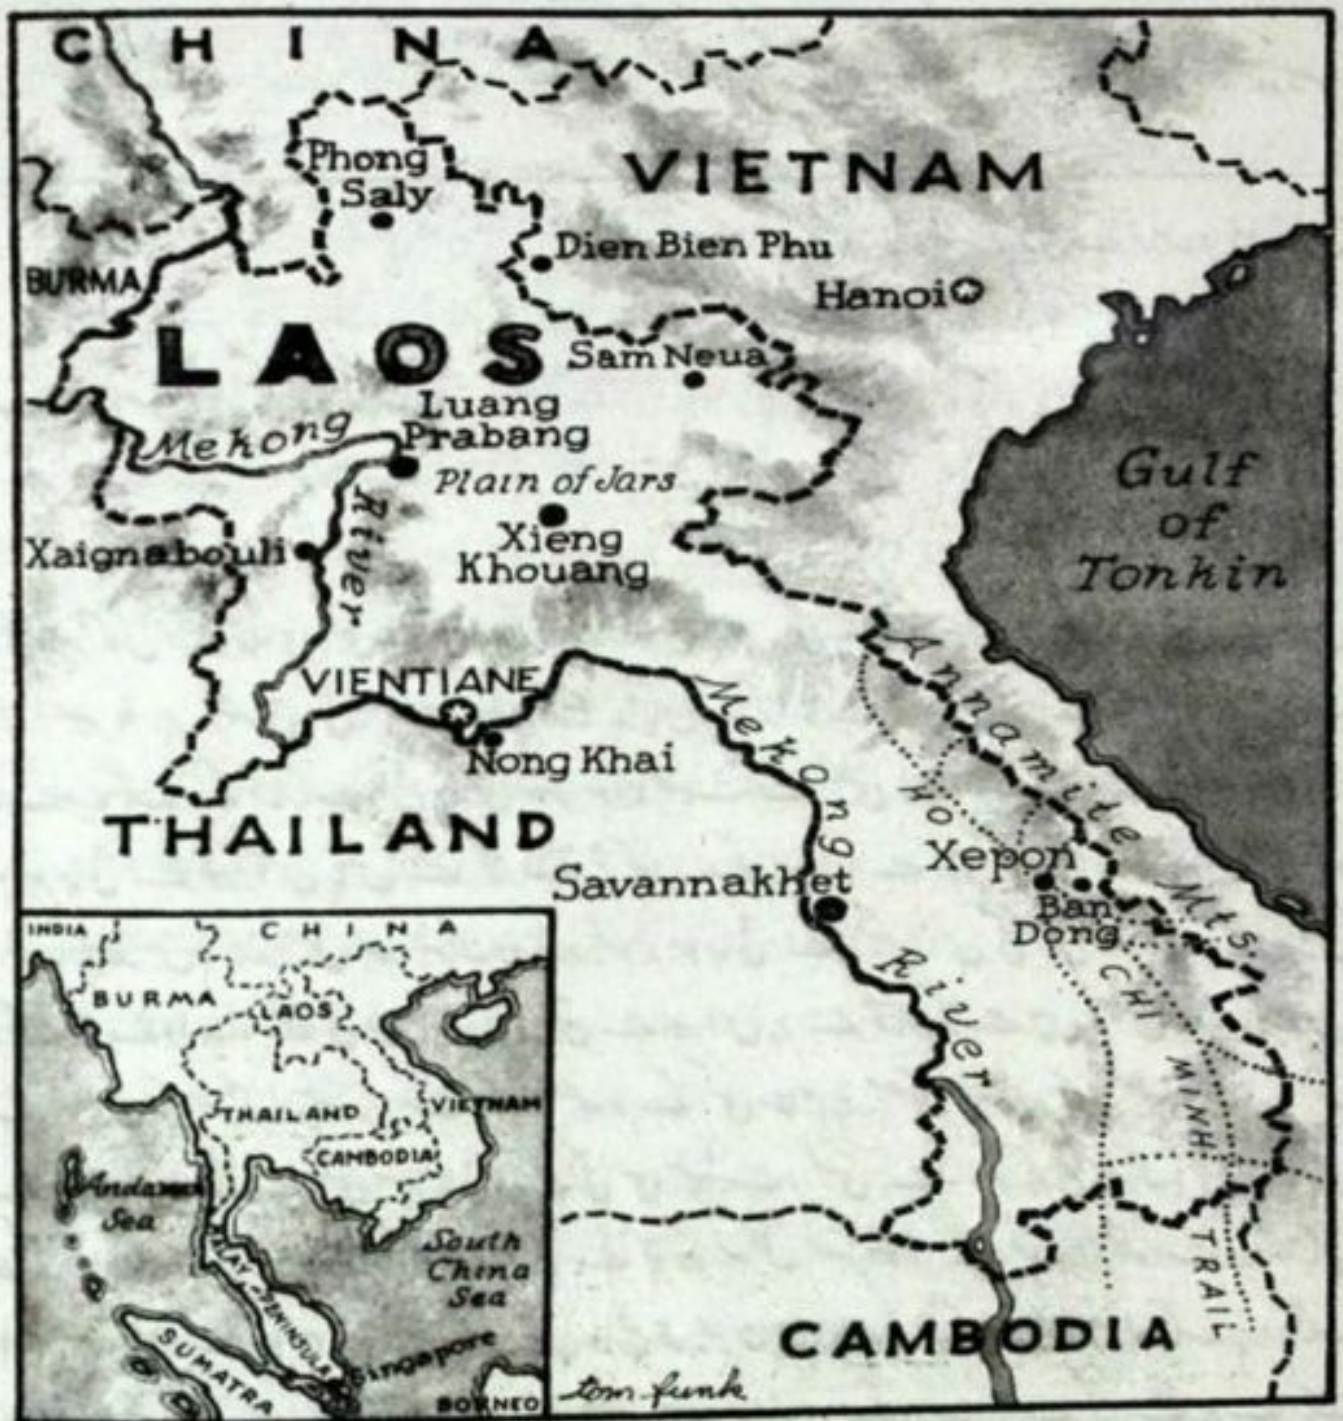 CHINA
Phong
Saly
VIETNAM
Dien Bien Phu
BURMA
Hanoi
LAOS
Sam Neua
Luang
Prabang
Mekong
River
Plain of Jars
Xieng
Khouang
Xaignabouli
Gulf
of
Tonkin
Annamite Mts.
VIENTIANE
Nong Khai
Mekong
River
THAILAND
HO CHI MINH TRAIL
Xepon
Savannakhet
Ban
Dong
CAMBODIA
tom funk
INDIA
CHINA
BURMA
LAOS
THAILAND
VIETNAM
CAMBODIA
Andaman
Sea
South
China
Sea
MALAY PENINSULA
Singapore
SUMATRA
BORNEO